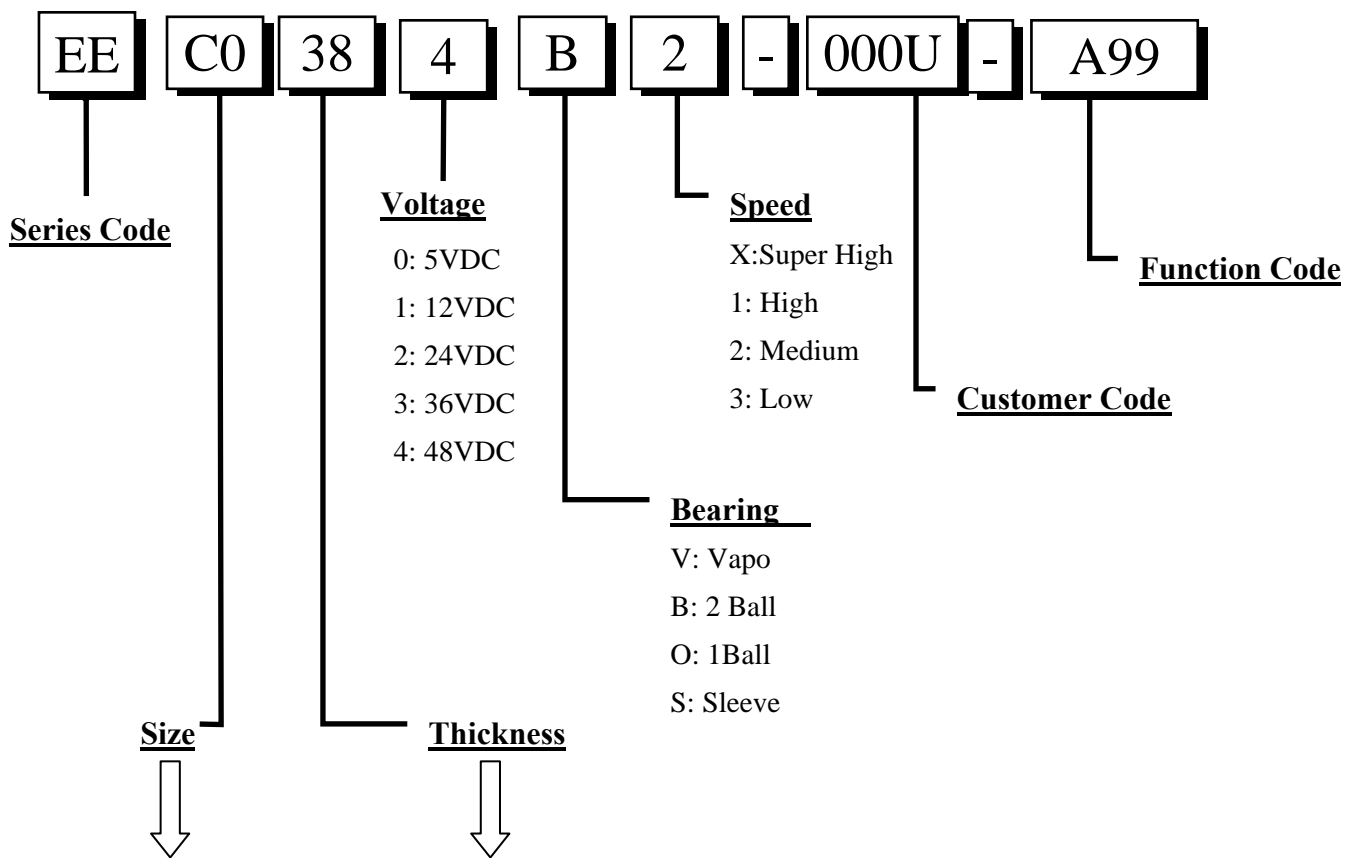 EE C0 38 4 B 2 - 000U - A99
Series Code
Voltage
0: 5VDC
1: 12VDC
2: 24VDC
3: 36VDC
4: 48VDC
Speed
X:Super High
1: High
2: Medium
3: Low
Function Code
Customer Code
Bearing
V: Vapo
B: 2 Ball
O: 1Ball
S: Sleeve
Size
Thickness